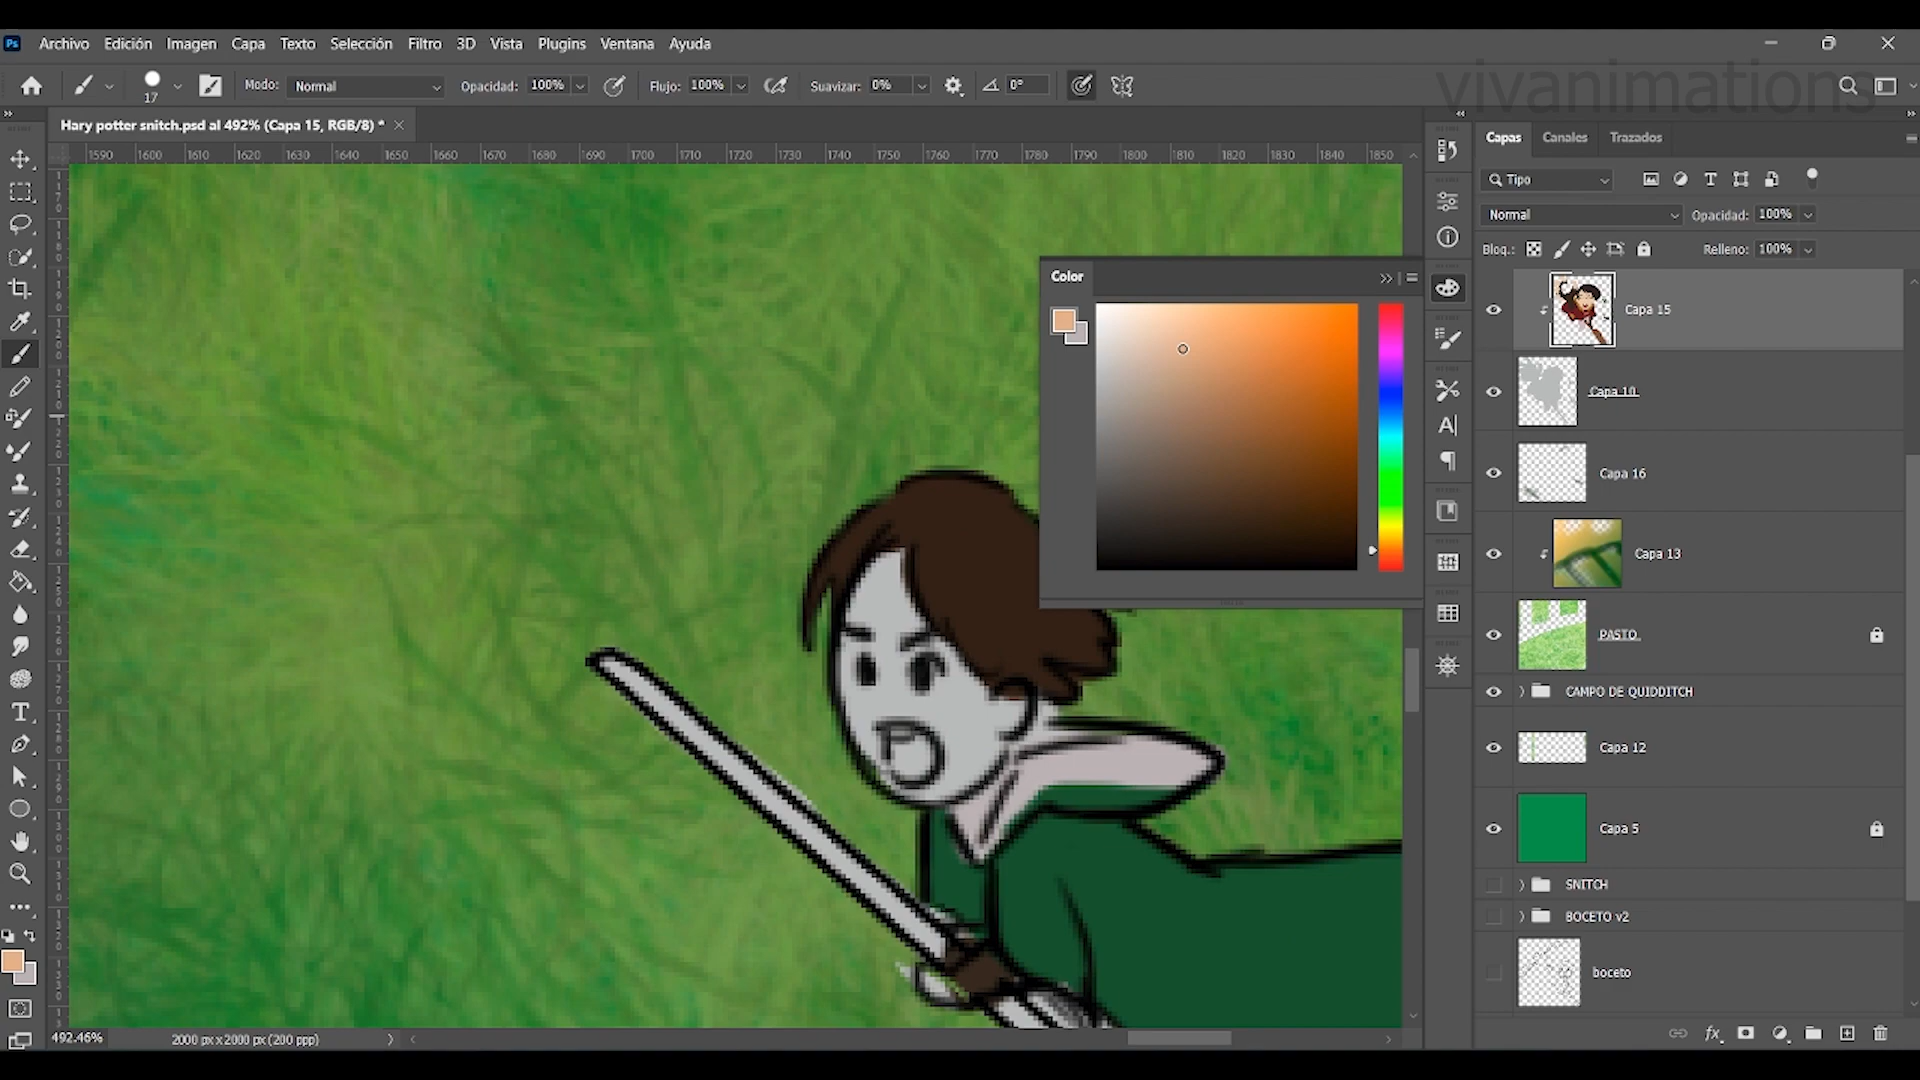 vivanimations
Ps Archivo Edición Imagen Capa Texto Selección Filtro 3D Vista Plugins Ventana Ayuda
17 Modo: Normal Opacidad: 100% Flujo: 100% Suavizar: 0% 0°
Hary potter snitch.psd al 492% (Capa 15, RGB/8) *
1590 1600 1610 1620 1630 1640 1650 1660 1670 1680 1690 1700 1710 1720 1730 1740 1750 1760 1770 1780 1790 1800 1810 1820 1830 1840 1850
Capas Canales Trazados
Tipo
Normal Opacidad: 100%
Bloq.: Relleno: 100%
Color
Capa 15
Capa 10
Capa 16
Capa 13
PASTO
CAMPO DE QUIDDITCH
Capa 12
Capa 5
SNITCH
BOCETO v2
boceto
492.46% 2000 px x 2000 px (200 ppp)